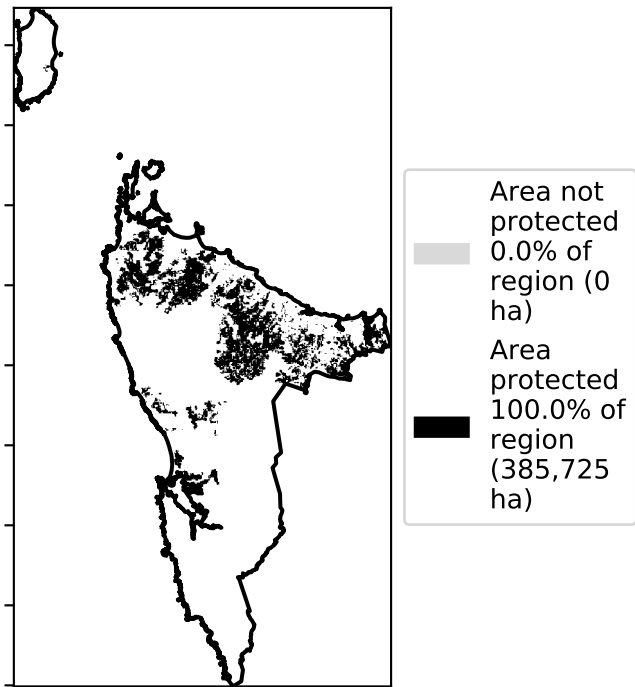 Area not
protected
0.0% of
region (0
ha)
Area
protected
100.0% of
region
(385,725
ha)